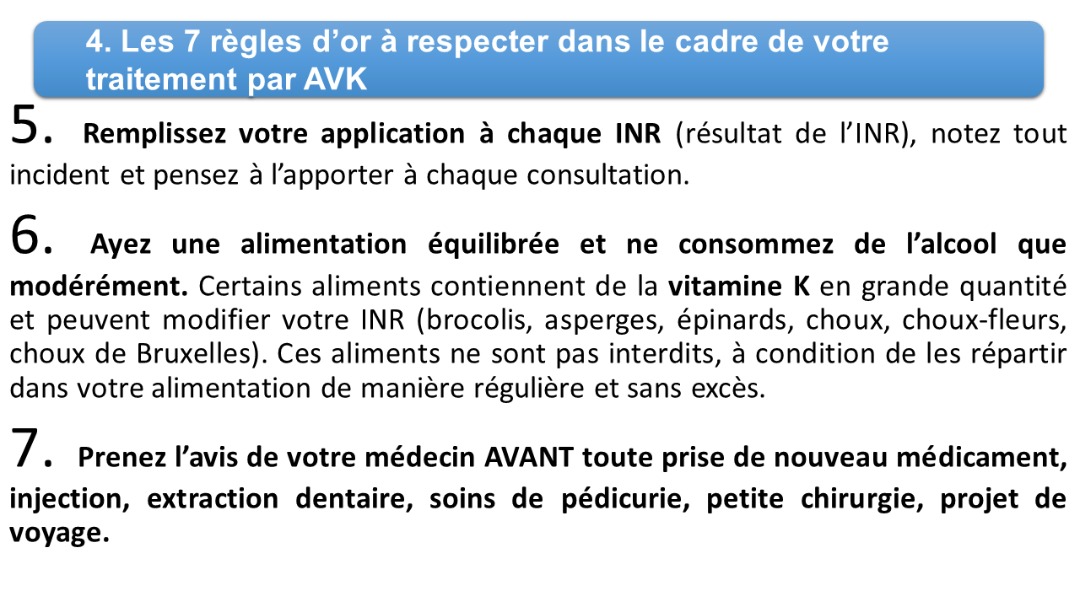 4. Les 7 règles d’or à respecter dans le cadre de votre
traitement par AVK
5. Remplissez votre application à chaque INR (résultat de l’INR), notez tout
incident et pensez à l’apporter à chaque consultation.
6. Ayez une alimentation équilibrée et ne consommez de l’alcool que
modérément. Certains aliments contiennent de la vitamine K en grande quantité
et peuvent modifier votre INR (brocolis, asperges, épinards, choux, choux-fleurs,
choux de Bruxelles). Ces aliments ne sont pas interdits, à condition de les répartir
dans votre alimentation de manière régulière et sans excès.
7. Prenez l’avis de votre médecin AVANT toute prise de nouveau médicament,
injection, extraction dentaire, soins de pédicurie, petite chirurgie, projet de
voyage.